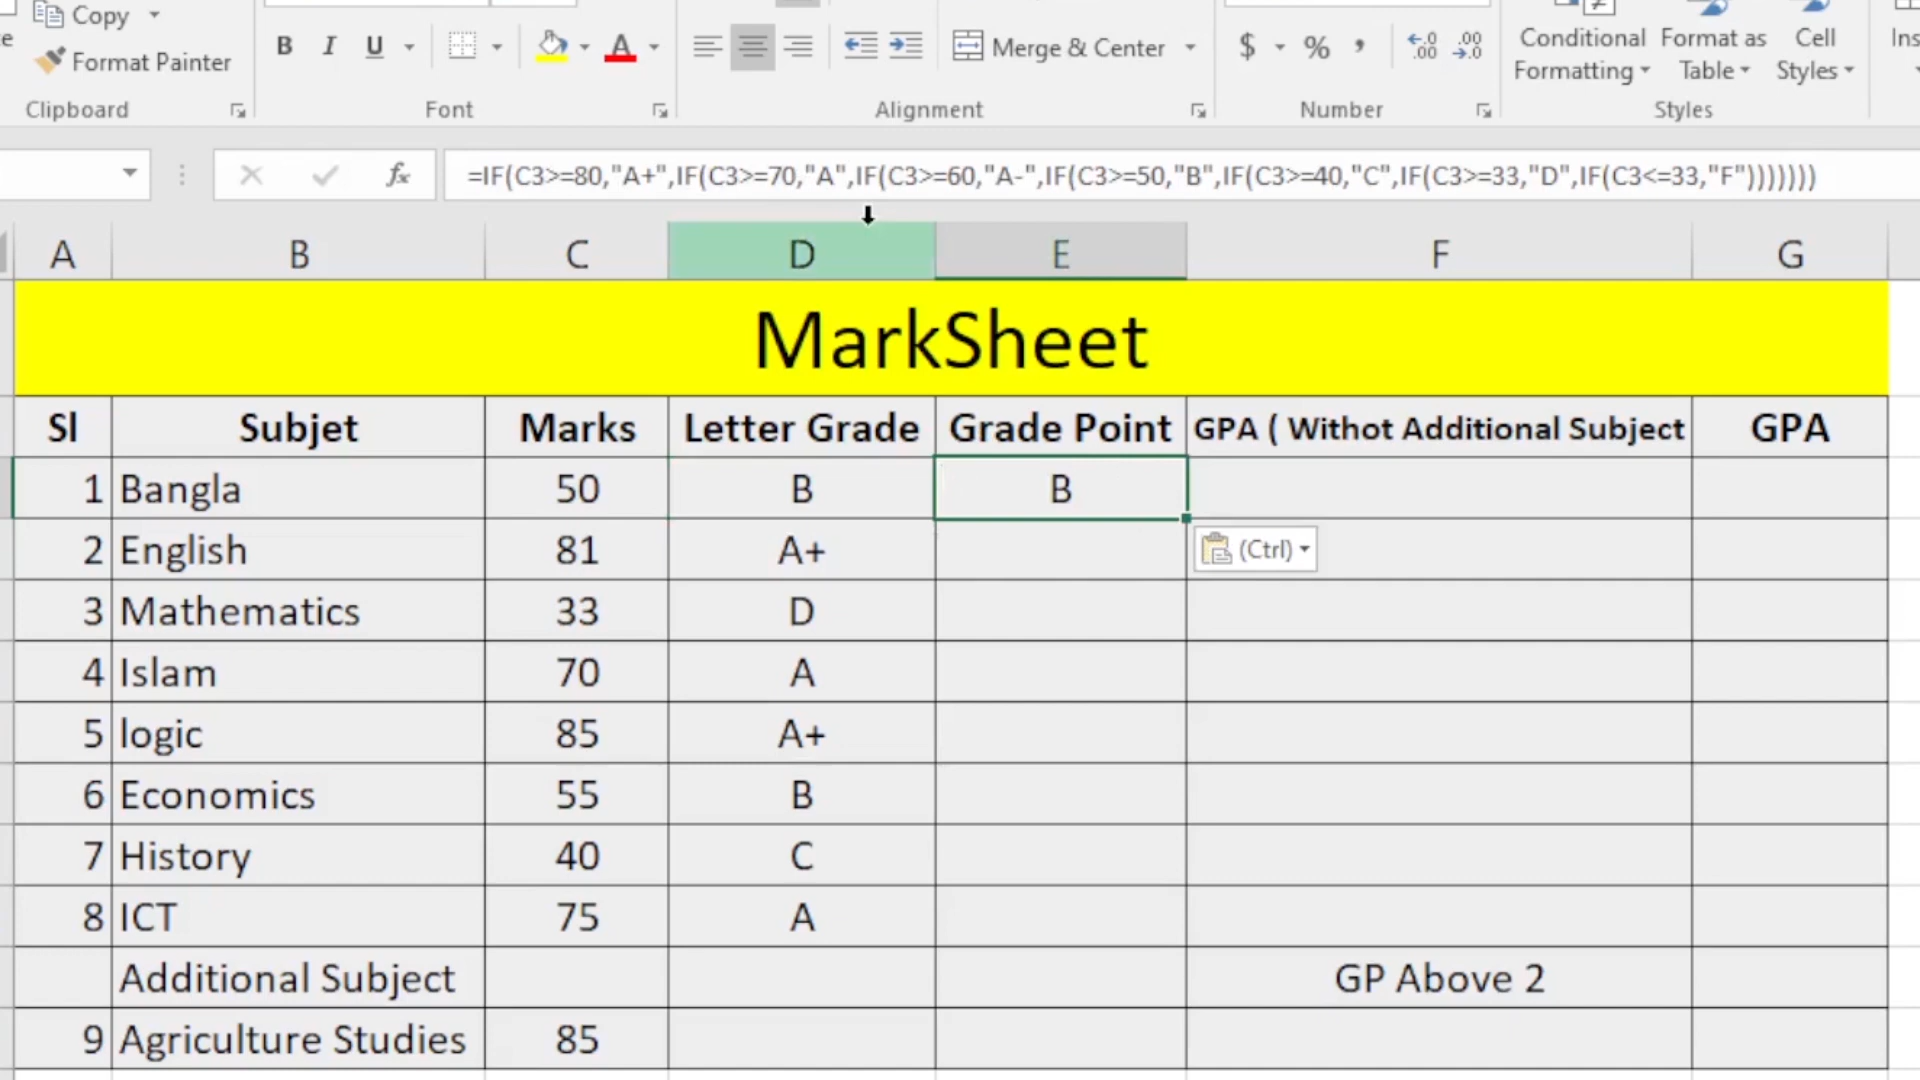 Copy
Format Painter
Clipboard
B I U
A
Font
Merge & Center
Alignment
$ % ,
Number
Conditional Formatting
Format as Table
Cell Styles
Styles
Ins
fx =IF(C3>=80,"A+",IF(C3>=70,"A",IF(C3>=60,"A-",IF(C3>=50,"B",IF(C3>=40,"C",IF(C3>=33,"D",IF(C3<=33,"F")))))))
A B C D E F G
MarkSheet
Sl Subjet Marks Letter Grade Grade Point GPA ( Withot Additional Subject GPA
1 Bangla 50 B B
2 English 81 A+
(Ctrl)
3 Mathematics 33 D
4 Islam 70 A
5 logic 85 A+
6 Economics 55 B
7 History 40 C
8 ICT 75 A
Additional Subject GP Above 2
9 Agriculture Studies 85